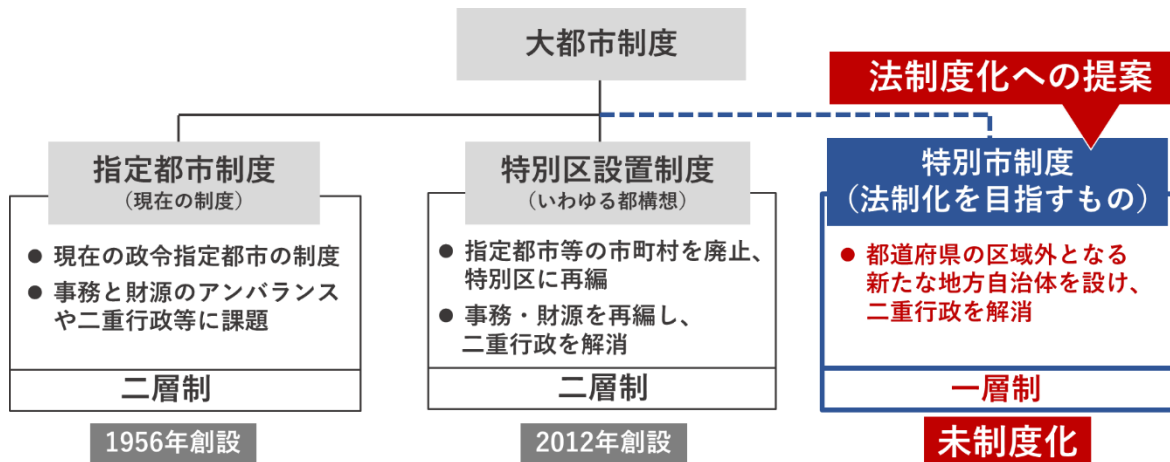 大都市制度
法制度化への提案
指定都市制度
(現在の制度)
● 現在の政令指定都市の制度
● 事務と財源のアンバランス
や二重行政等に課題
二層制
1956年創設
特別区設置制度
(いわゆる都構想)
● 指定都市等の市町村を廃止、
特別区に再編
● 事務・財源を再編し、
二重行政を解消
二層制
2012年創設
特別市制度
(法制化を目指すもの)
● 都道府県の区域外となる
新たな地方自治体を設け、
二重行政を解消
一層制
未制度化